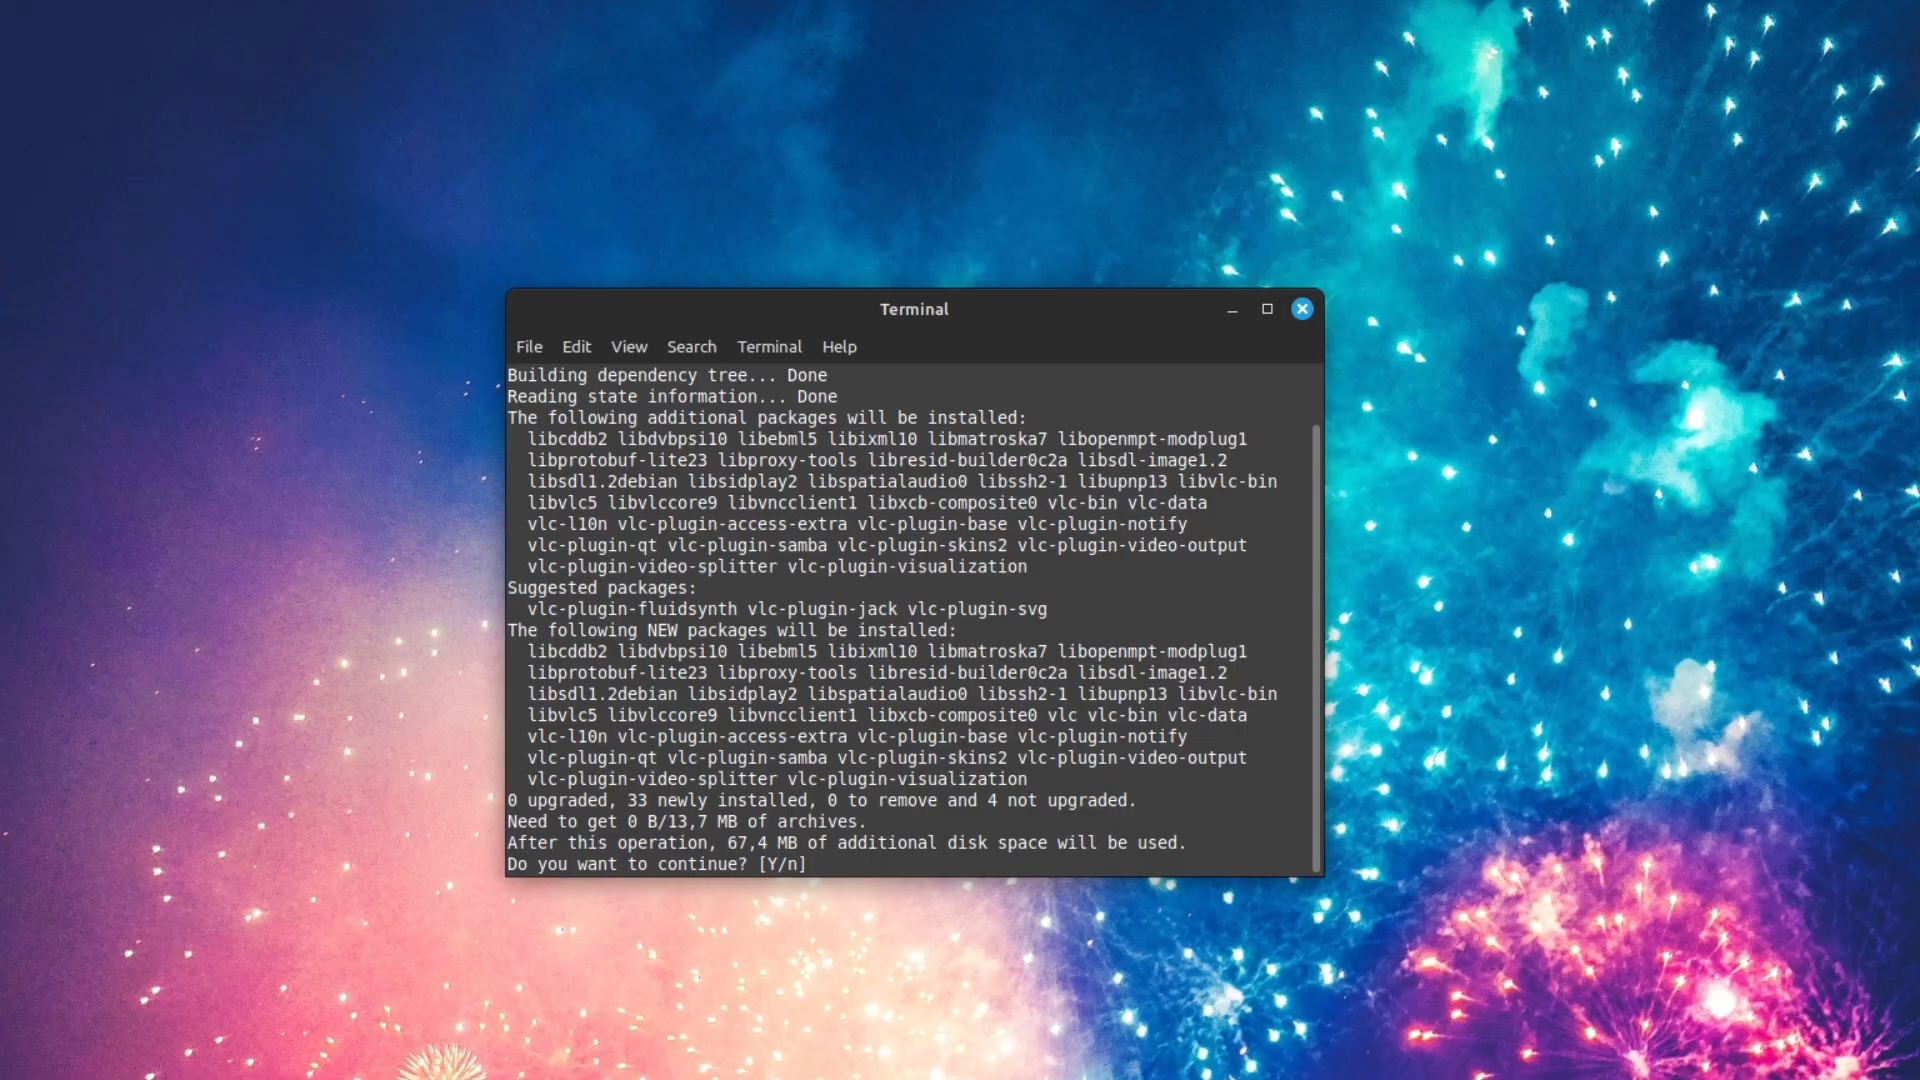 Terminal
File Edit View Search Terminal Help
Building dependency tree... Done
Reading state information... Done
The following additional packages will be installed:
  libcddb2 libdvbpsi10 libebml5 libixml10 libmatroska7 libopenmpt-modplug1
  libprotobuf-lite23 libproxy-tools libresid-builder0c2a libsdl-image1.2
  libsdl1.2debian libsidplay2 libspatialaudio0 libssh2-1 libupnp13 libvlc-bin
  libvlc5 libvlccore9 libvncclient1 libxcb-composite0 vlc-bin vlc-data
  vlc-l10n vlc-plugin-access-extra vlc-plugin-base vlc-plugin-notify
  vlc-plugin-qt vlc-plugin-samba vlc-plugin-skins2 vlc-plugin-video-output
  vlc-plugin-video-splitter vlc-plugin-visualization
Suggested packages:
  vlc-plugin-fluidsynth vlc-plugin-jack vlc-plugin-svg
The following NEW packages will be installed:
  libcddb2 libdvbpsi10 libebml5 libixml10 libmatroska7 libopenmpt-modplug1
  libprotobuf-lite23 libproxy-tools libresid-builder0c2a libsdl-image1.2
  libsdl1.2debian libsidplay2 libspatialaudio0 libssh2-1 libupnp13 libvlc-bin
  libvlc5 libvlccore9 libvncclient1 libxcb-composite0 vlc vlc-bin vlc-data
  vlc-l10n vlc-plugin-access-extra vlc-plugin-base vlc-plugin-notify
  vlc-plugin-qt vlc-plugin-samba vlc-plugin-skins2 vlc-plugin-video-output
  vlc-plugin-video-splitter vlc-plugin-visualization
0 upgraded, 33 newly installed, 0 to remove and 4 not upgraded.
Need to get 0 B/13,7 MB of archives.
After this operation, 67,4 MB of additional disk space will be used.
Do you want to continue? [Y/n]